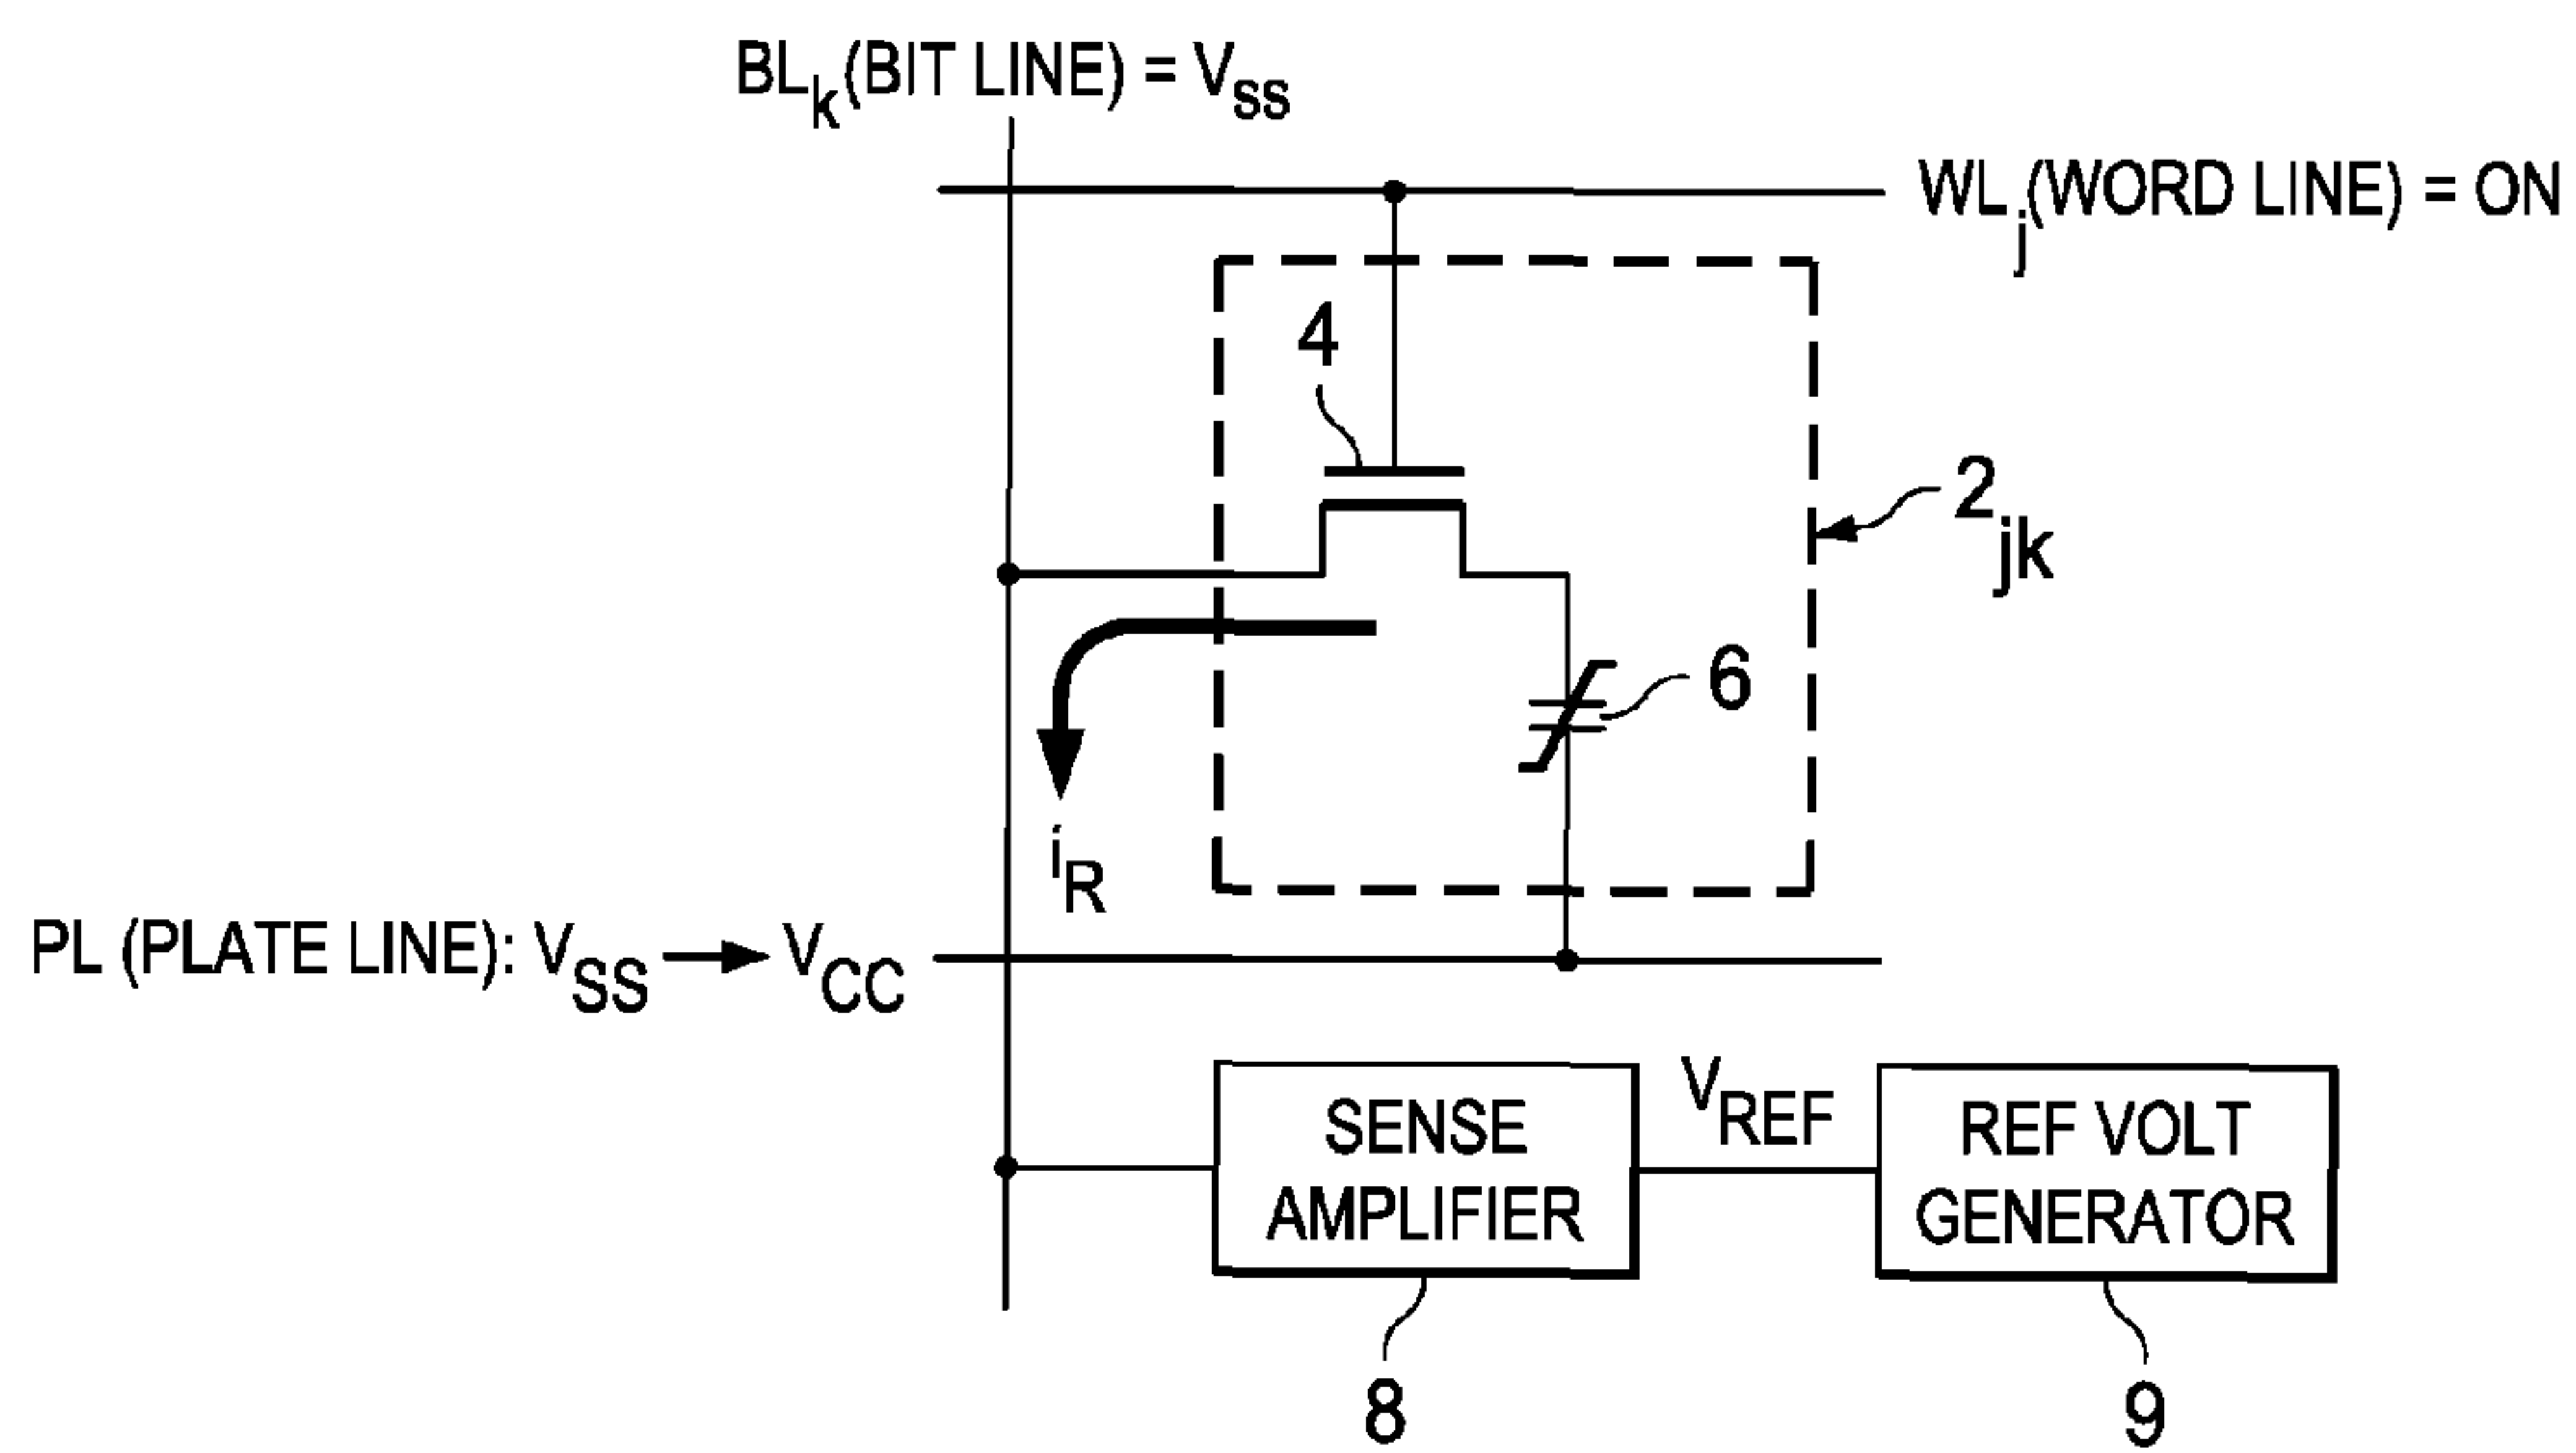 BLk(BIT LINE) = Vss
WLj(WORD LINE) = ON
4
2jk
6
iR
PL (PLATE LINE): VSS → VCC
SENSE
AMPLIFIER
VREF
REF VOLT
GENERATOR
8
9